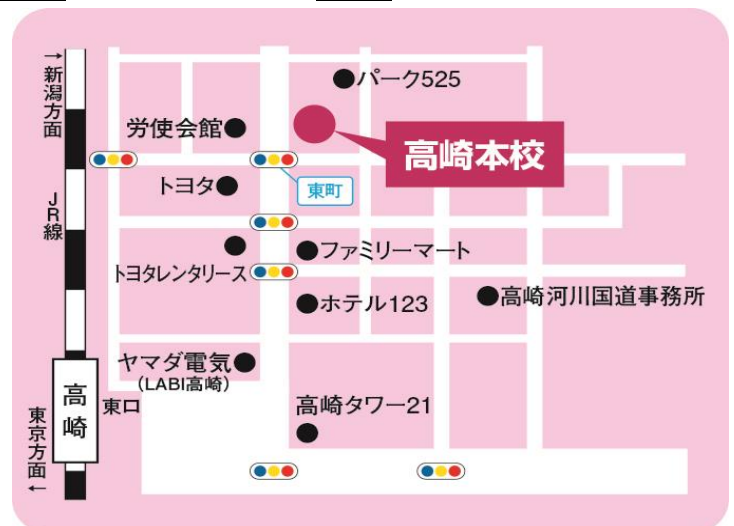 →新潟方面
JR線
高崎
東京方面←
東口
パーク525
労使会館
高崎本校
トヨタ
東町
ファミリーマート
トヨタレンタリース
ホテル123
高崎河川国道事務所
ヤマダ電気
(LABI高崎)
高崎タワー21